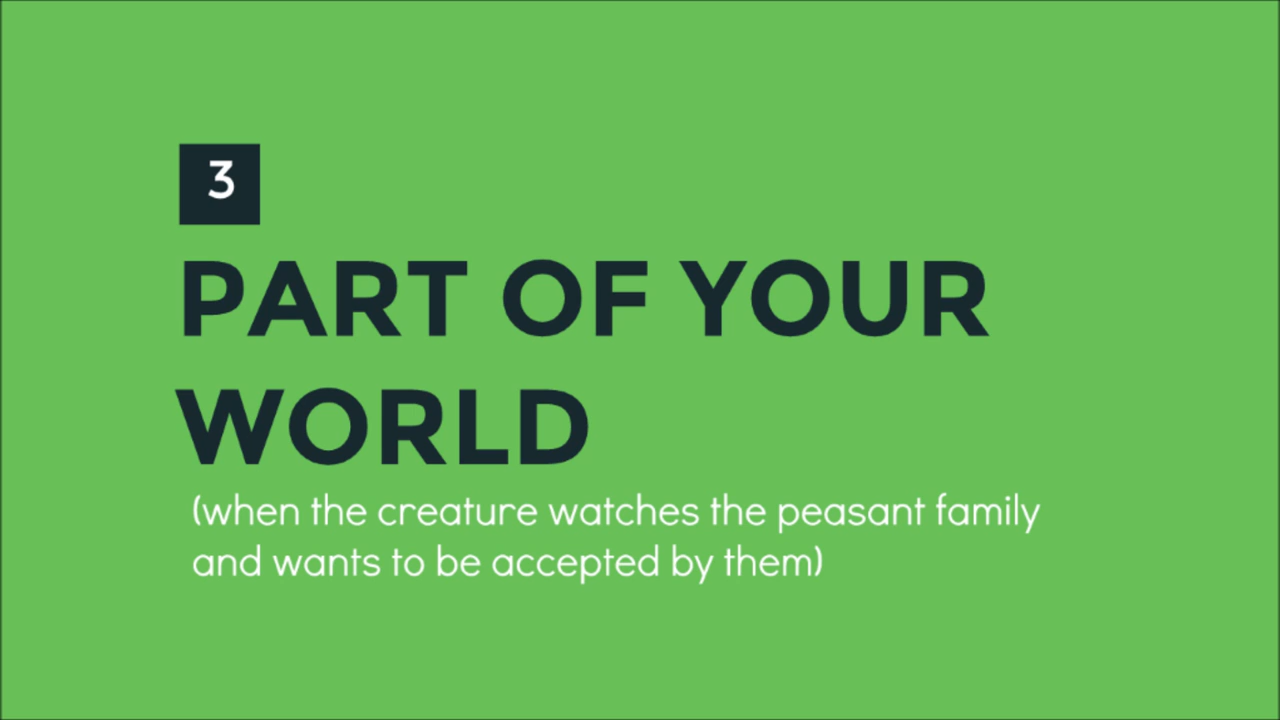 3
PART OF YOUR
WORLD
(when the creature watches the peasant family
and wants to be accepted by them)